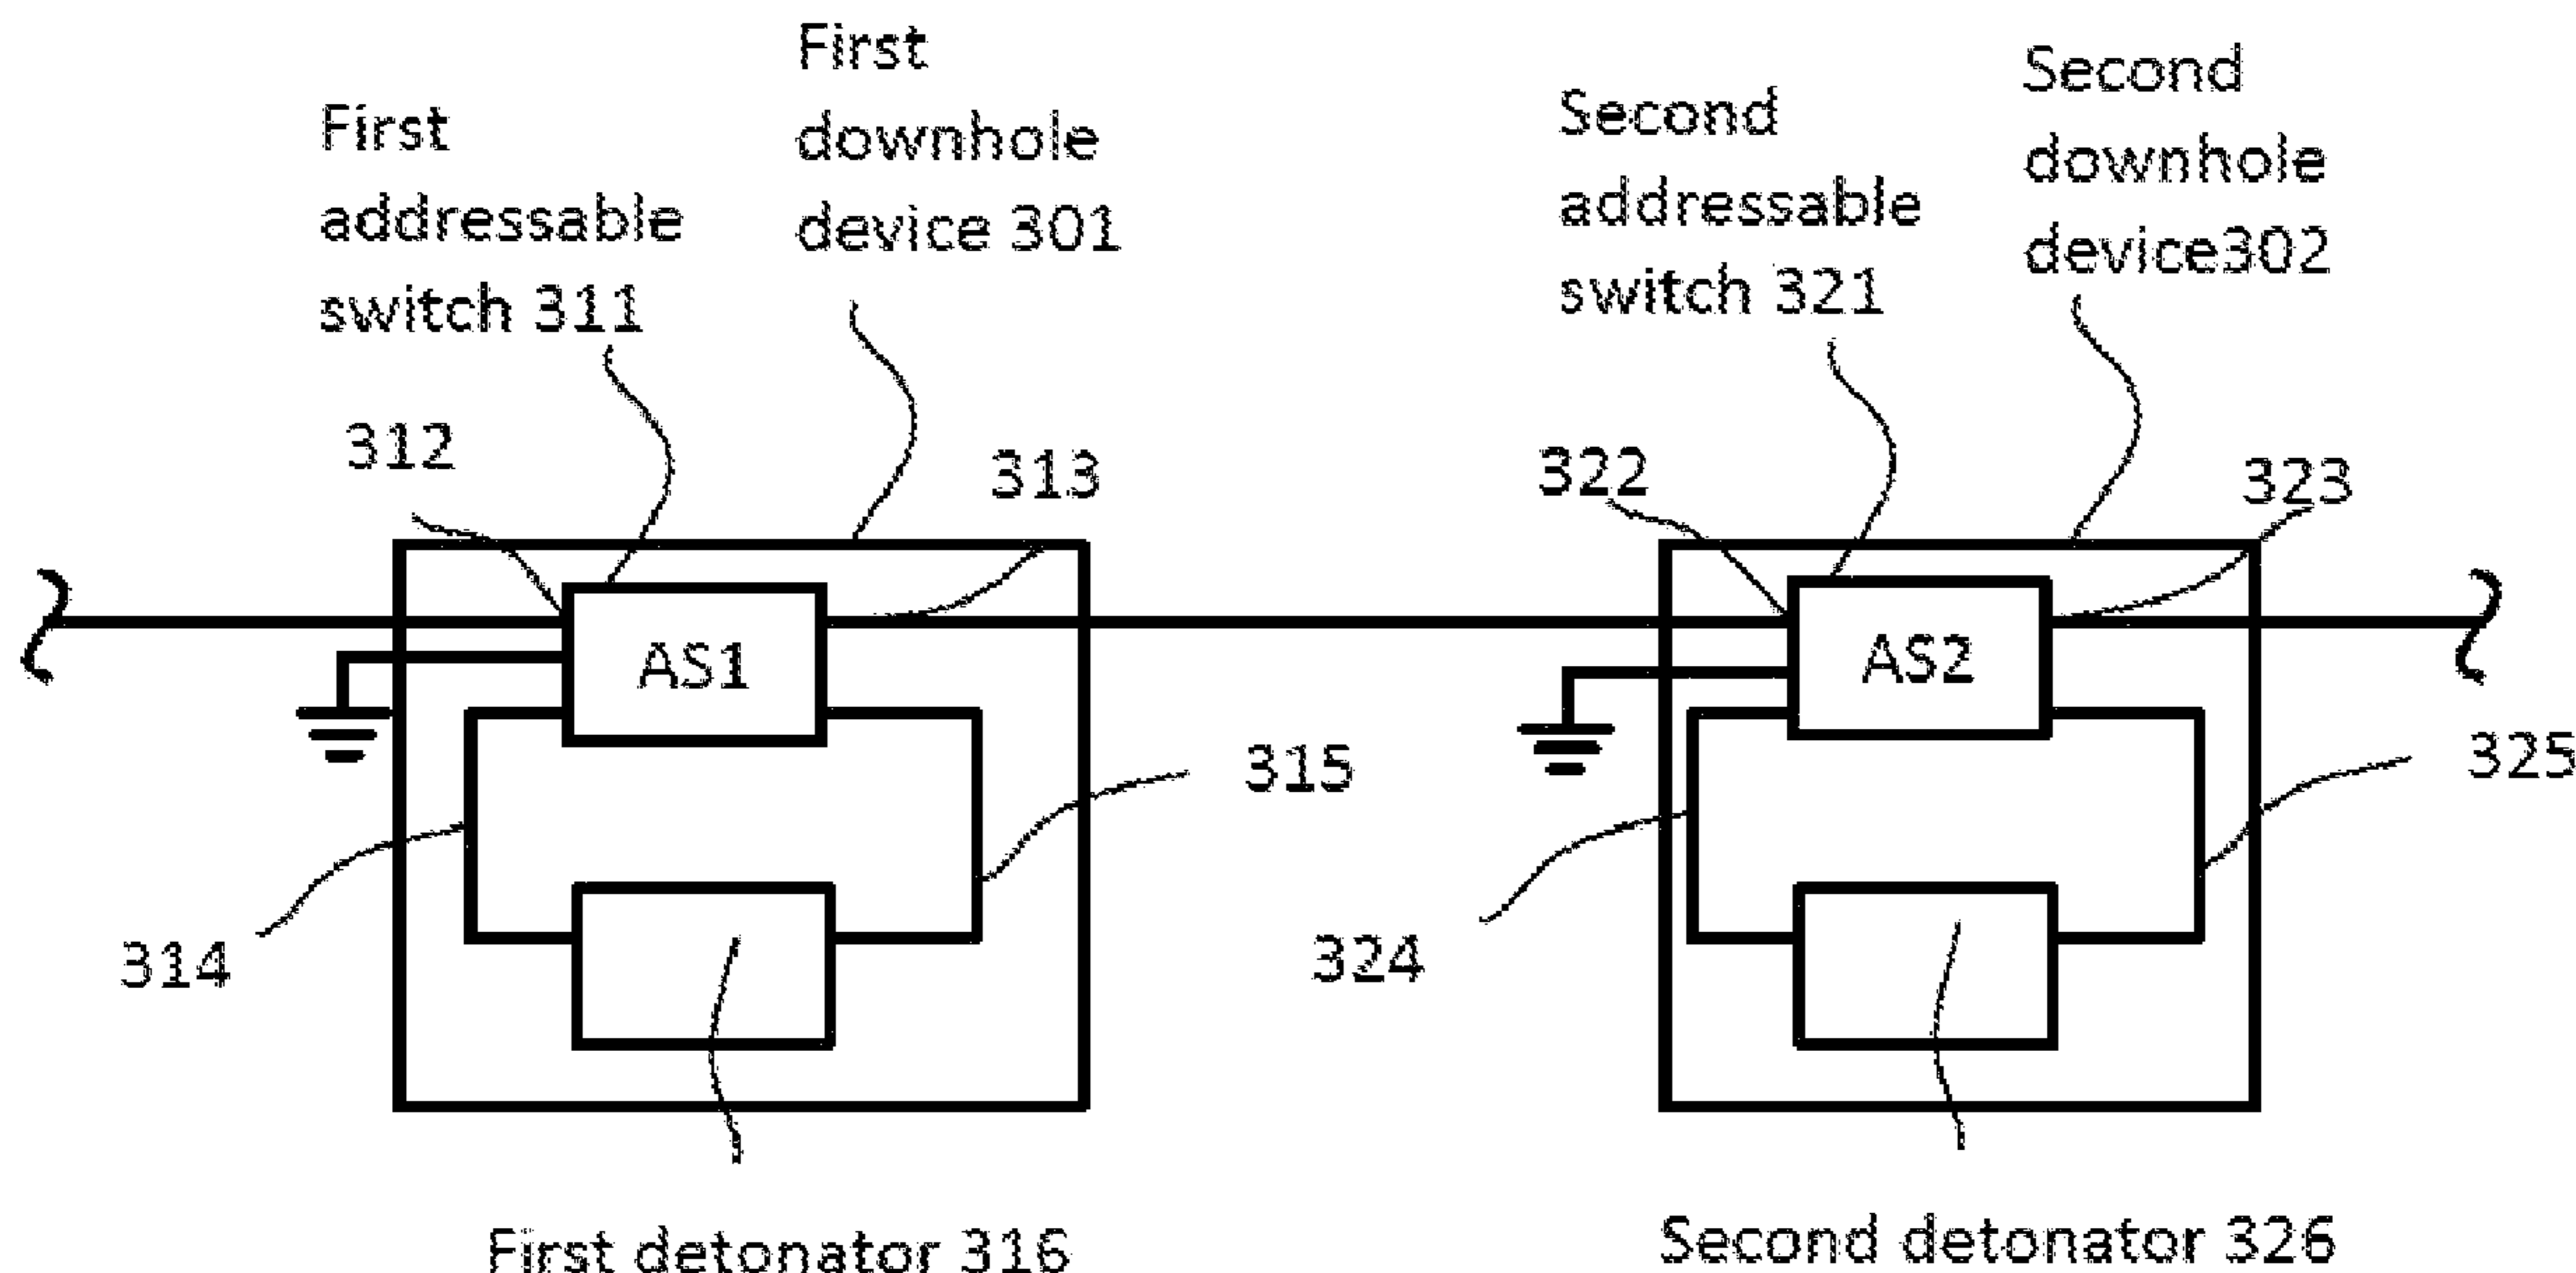 First
addressable
switch 311
First
downhole
device 301
Second
addressable
switch 321
Second
downhole
device302
312
313
322
323
AS1
AS2
315
325
314
324
First detonator 316
Second detonator 326